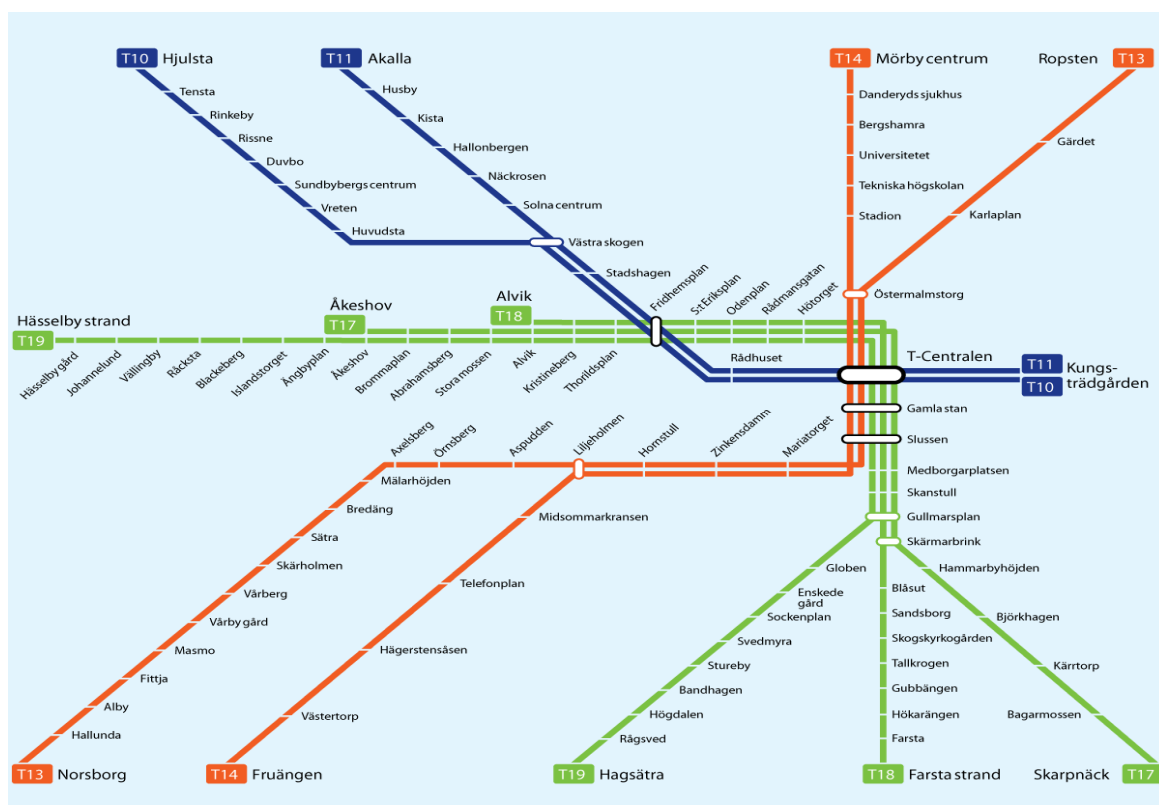 T10 Hjulsta
Tensta
Rinkeby
Rissne
Duvbo
Sundbybergs centrum
Vreten
Huvudsta
T11 Akalla
Husby
Kista
Hallonbergen
Näckrosen
Solna centrum
Västra skogen
Stadshagen
T14 Mörby centrum
Danderyds sjukhus
Bergshamra
Universitetet
Tekniska högskolan
Stadion
Ropsten T13
Gärdet
Karlaplan
Östermalmstorg
Hässelby strand
T19
Hässelby gård
Johannelund
Vällingby
Råcksta
Blackeberg
Islandstorget
Ängbyplan
Åkeshov
T17
Åkeshov
Brommaplan
Abrahamsberg
Stora mossen
Alvik
T18
Alvik
Kristineberg
Thorildsplan
Fridhemsplan
S:t Eriksplan
Odenplan
Rådmansgatan
Hötorget
Rådhuset
T-Centralen
T11
T10
Kungs-
trädgården
Gamla stan
Slussen
Medborgarplatsen
Skanstull
Gullmarsplan
Skärmarbrink
Axelsberg
Örnsberg
Aspudden
Liljeholmen
Hornstull
Zinkensdamm
Mariatorget
Mälarhöjden
Bredäng
Sätra
Skärholmen
Vårberg
Vårby gård
Masmo
Fittja
Alby
Hallunda
T13 Norsborg
Midsommarkransen
Telefonplan
Hägerstensåsen
Västertorp
T14 Fruängen
Globen
Enskede
gård
Sockenplan
Svedmyra
Stureby
Bandhagen
Högdalen
Rågsved
T19 Hagsätra
Blåsut
Sandsborg
Skogskyrkogården
Tallkrogen
Gubbängen
Hökarängen
Farsta
T18 Farsta strand
Hammarbyhöjden
Björkhagen
Kärrtorp
Bagarmossen
Skarpnäck T17